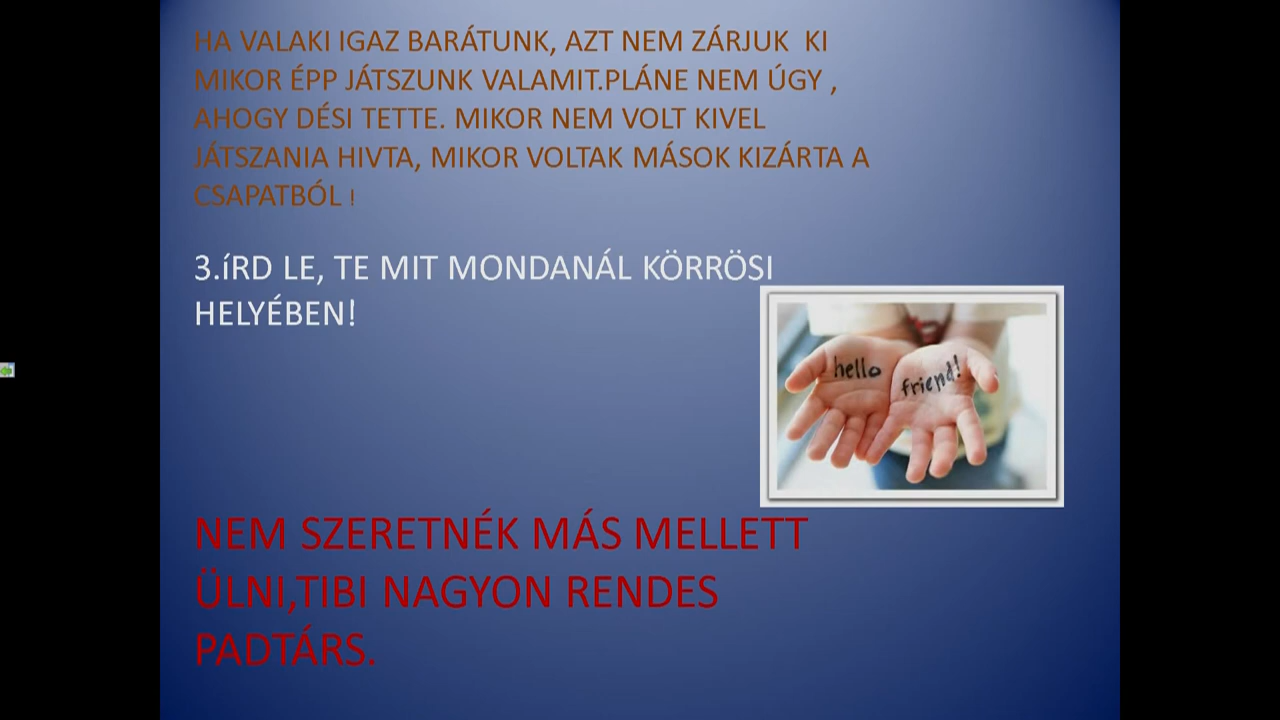 HA VALAKI IGAZ BARÁTUNK, AZT NEM ZÁRJUK  KI
MIKOR ÉPP JÁTSZUNK VALAMIT.PLÁNE NEM ÚGY ,
AHOGY DÉSI TETTE. MIKOR NEM VOLT KIVEL
JÁTSZANIA HIVTA, MIKOR VOLTAK MÁSOK KIZÁRTA A
CSAPATBÓL !
3.íRD LE, TE MIT MONDANÁL KÖRRÖSI
HELYÉBEN!
hello friend!
NEM SZERETNÉK MÁS MELLETT
ÜLNI,TIBI NAGYON RENDES
PADTÁRS.